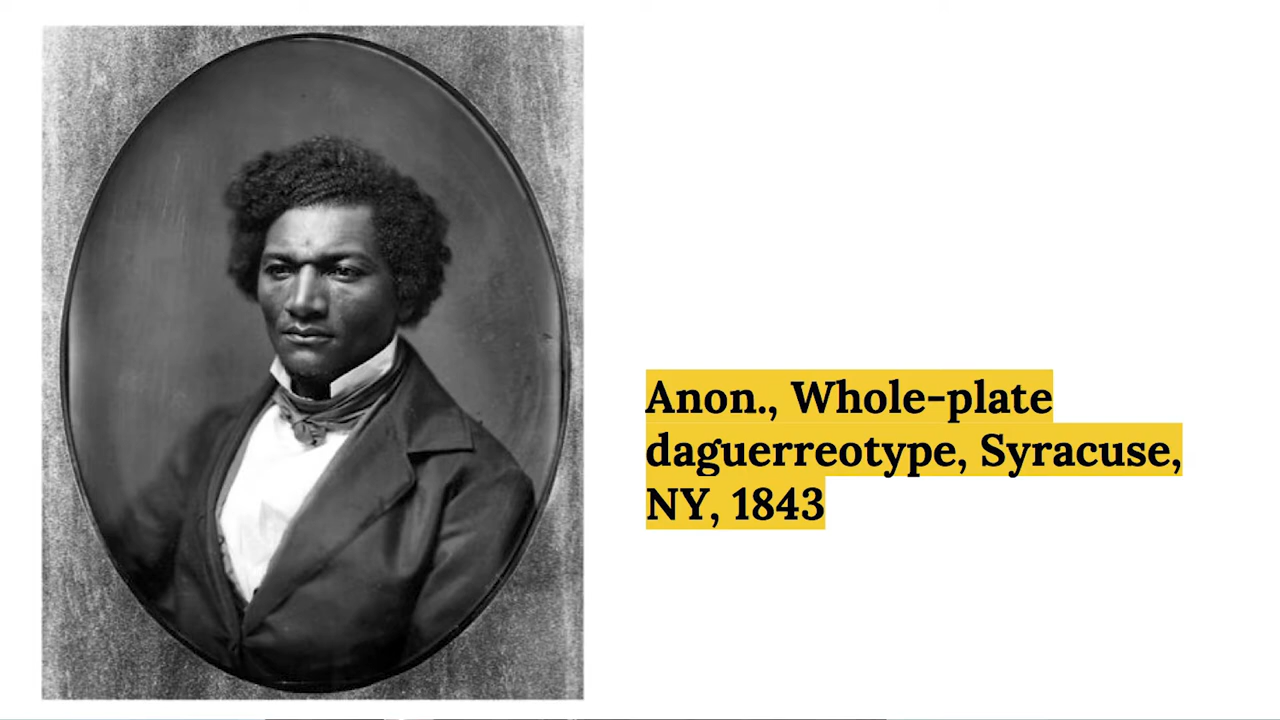 Anon., Whole-plate
daguerreotype, Syracuse,
NY, 1843